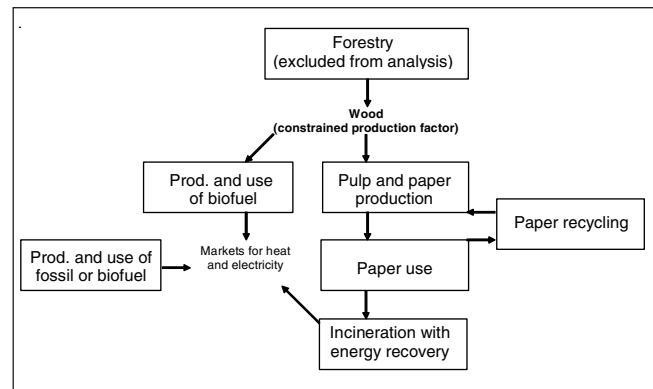 Forestry
(excluded from analysis)
Wood
(constrained production factor)
Prod. and use
of biofuel
Pulp and paper
production
Paper recycling
Prod. and use of
fossil or biofuel
Markets for heat
and electricity
Paper use
Incineration with
energy recovery